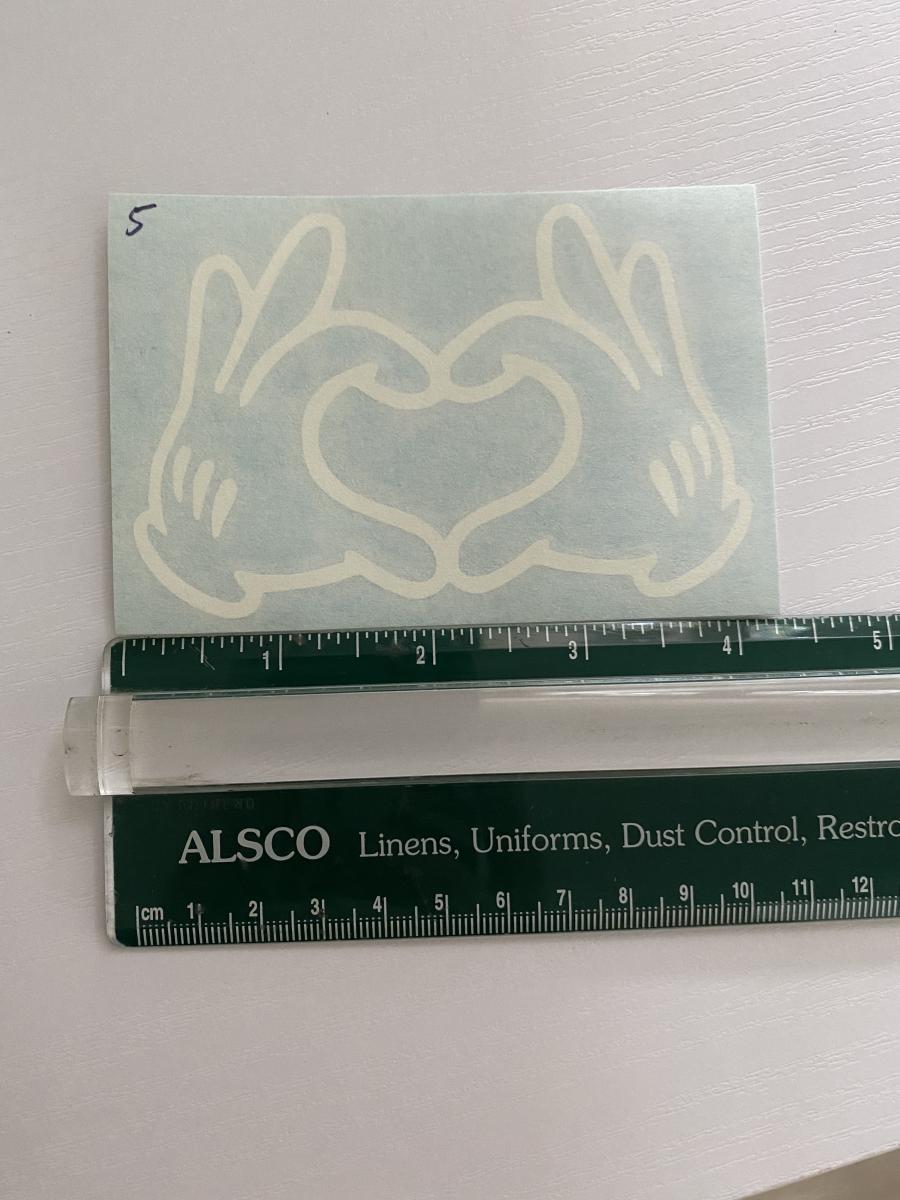 5
1 2 3 4 5
ALSCO Linens, Uniforms, Dust Control, Restro
cm 1 2 3 4 5 6 7 8 9 10 11 12